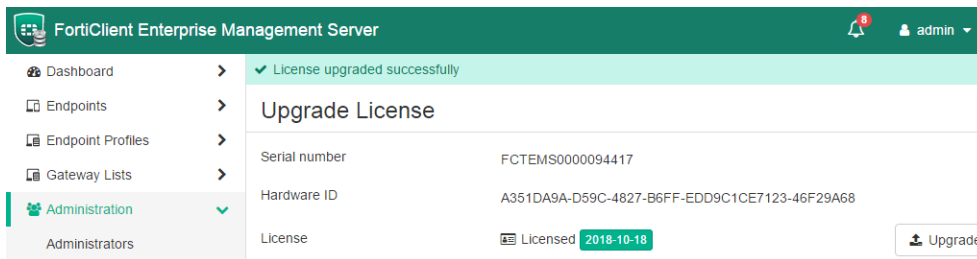 FortiClient Enterprise Management Server
8
admin
Dashboard
License upgraded successfully
Endpoints
Upgrade License
Endpoint Profiles
Serial number FCTEMS0000094417
Gateway Lists
Hardware ID A351DA9A-D59C-4827-B6FF-EDD9C1CE7123-46F29A68
Administration
License Licensed 2018-10-18 Upgrade
Administrators